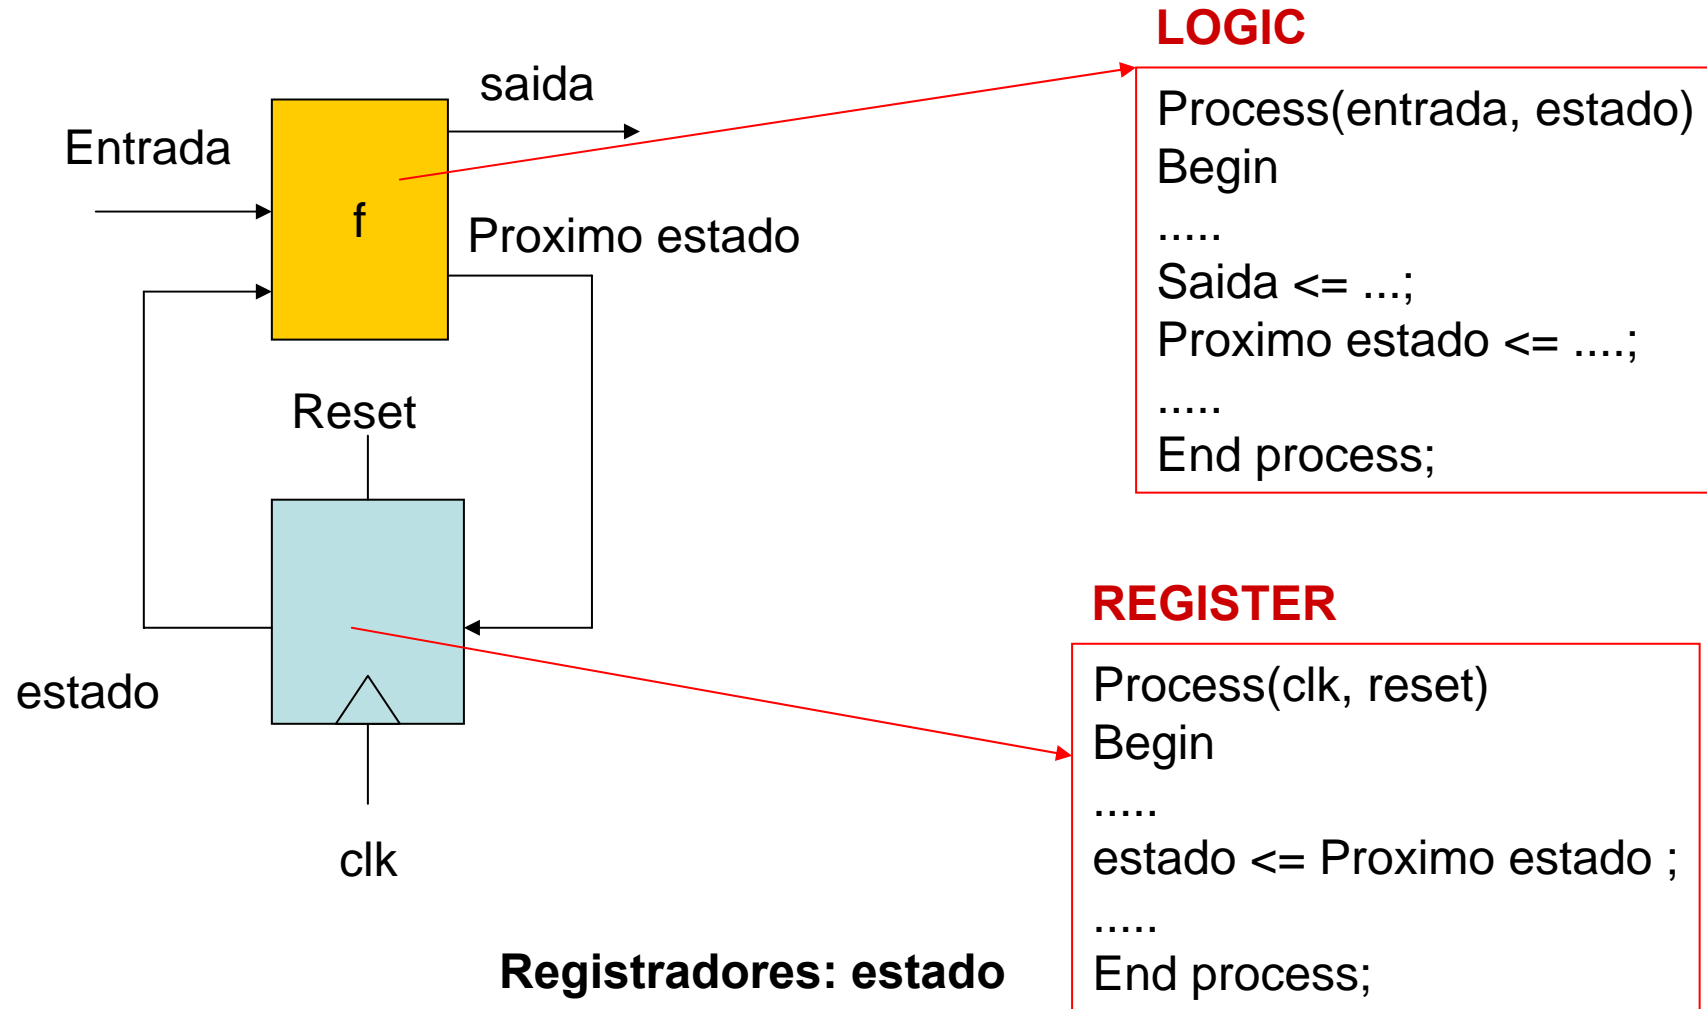 saida
Entrada
f
Proximo estado
Reset
estado
clk
Registradores: estado
LOGIC
Process(entrada, estado)
Begin
.....
Saida <= ...;
Proximo estado <= ....;
.....
End process;
REGISTER
Process(clk, reset)
Begin
.....
estado <= Proximo estado ;
.....
End process;